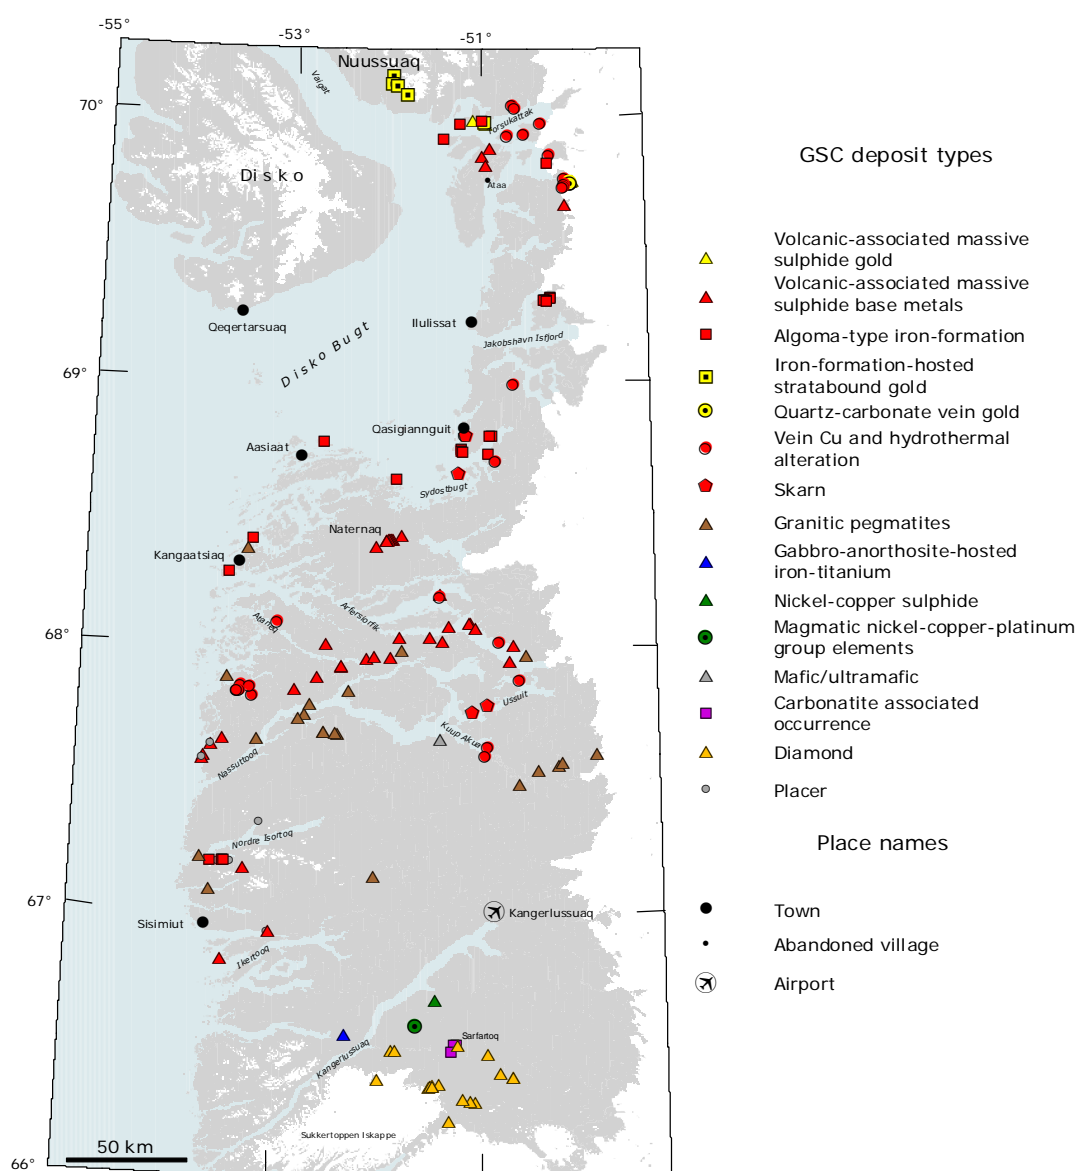 -55°
-53°
-51°
Nuussuaq
Vaigat
70°
Torsukattak
Disko
Ataa
Qeqertarsuaq
Ilulissat
Disko Bugt
Jakobshavn Isfjord
69°
Qasigiannguit
Aasiaat
Sydostbugt
Naternaq
Kangaatsiaq
Arfersiorfik
Ataneq
68°
Ussuit
Kuup Akua
Nassuttooq
Nordre Isortoq
67°
Sisimiut
Kangerlussuaq
Ikertooq
Sarfartoq
Kangerlussuaq
Sukkertoppen Iskappe
50 km
66°
GSC deposit types
Volcanic-associated massive
sulphide gold
Volcanic-associated massive
sulphide base metals
Algoma-type iron-formation
Iron-formation-hosted
stratabound gold
Quartz-carbonate vein gold
Vein Cu and hydrothermal
alteration
Skarn
Granitic pegmatites
Gabbro-anorthosite-hosted
iron-titanium
Nickel-copper sulphide
Magmatic nickel-copper-platinum
group elements
Mafic/ultramafic
Carbonatite associated
occurrence
Diamond
Placer
Place names
Town
Abandoned village
Airport